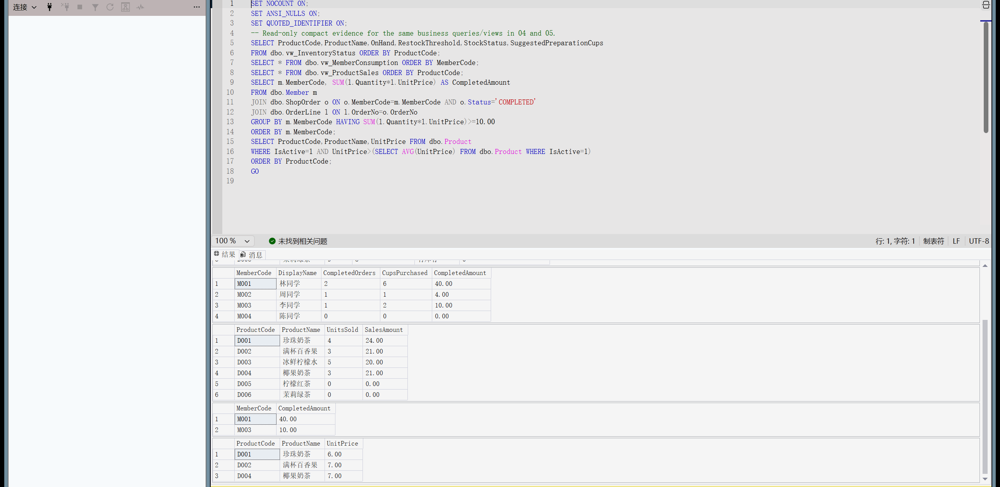 连接
1 SET NOCOUNT ON;
2 SET ANSI_NULLS ON;
3 SET QUOTED_IDENTIFIER ON;
4 -- Read-only compact evidence for the same business queries/views in 04 and 05.
5 SELECT ProductCode,ProductName,OnHand,RestockThreshold,StockStatus,SuggestedPreparationCups
6 FROM dbo.vw_InventoryStatus ORDER BY ProductCode;
7 SELECT * FROM dbo.vw_MemberConsumption ORDER BY MemberCode;
8 SELECT * FROM dbo.vw_ProductSales ORDER BY ProductCode;
9 SELECT m.MemberCode, SUM(l.Quantity*l.UnitPrice) AS CompletedAmount
10 FROM dbo.Member m
11 JOIN dbo.ShopOrder o ON o.MemberCode=m.MemberCode AND o.Status='COMPLETED'
12 JOIN dbo.OrderLine l ON l.OrderNo=o.OrderNo
13 GROUP BY m.MemberCode HAVING SUM(l.Quantity*l.UnitPrice)>=10.00
14 ORDER BY m.MemberCode;
15 SELECT ProductCode,ProductName,UnitPrice FROM dbo.Product
16 WHERE IsActive=1 AND UnitPrice>(SELECT AVG(UnitPrice) FROM dbo.Product WHERE IsActive=1)
17 ORDER BY ProductCode;
18 GO
19
100 % 未找到相关问题 行: 1, 字符: 1 制表符 LF UTF-8
结果 消息
MemberCode DisplayName CompletedOrders CupsPurchased CompletedAmount
1 M001 林同学 2 6 40.00
2 M002 周同学 1 1 4.00
3 M003 李同学 1 2 10.00
4 M004 陈同学 0 0 0.00
ProductCode ProductName UnitsSold SalesAmount
1 D001 珍珠奶茶 4 24.00
2 D002 满杯百香果 3 21.00
3 D003 冰鲜柠檬水 5 20.00
4 D004 椰果奶茶 3 21.00
5 D005 柠檬红茶 0 0.00
6 D006 茉莉绿茶 0 0.00
MemberCode CompletedAmount
1 M001 40.00
2 M003 10.00
ProductCode ProductName UnitPrice
1 D001 珍珠奶茶 6.00
2 D002 满杯百香果 7.00
3 D004 椰果奶茶 7.00